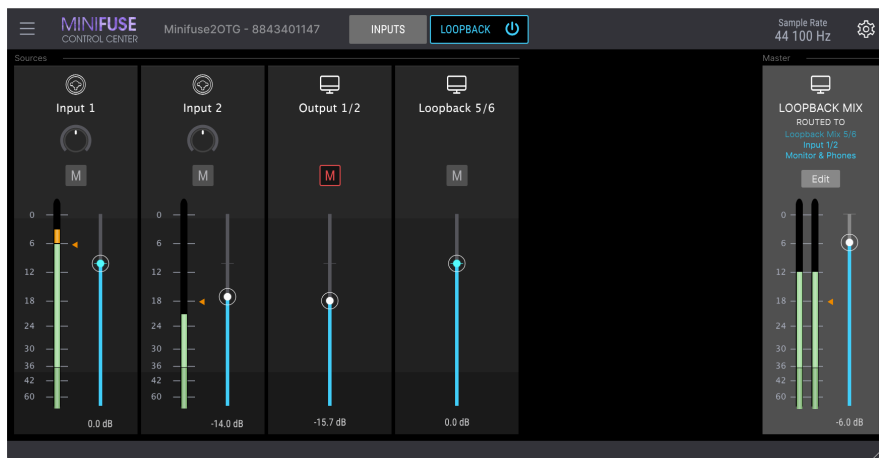 MINIFUSE
CONTROL CENTER
Minifuse2OTG - 8843401147
INPUTS
LOOPBACK
Sample Rate
44 100 Hz
Sources
Master
Input 1
Input 2
Output 1/2
Loopback 5/6
LOOPBACK MIX
ROUTED TO
Loopback Mix 5/6
Input 1/2
Monitor & Phones
M
M
M
M
Edit
0
6
12
18
24
30
36
42
60
0
6
12
18
24
30
36
42
60
0
6
12
18
24
30
36
42
60
0.0 dB
-14.0 dB
-15.7 dB
0.0 dB
-6.0 dB